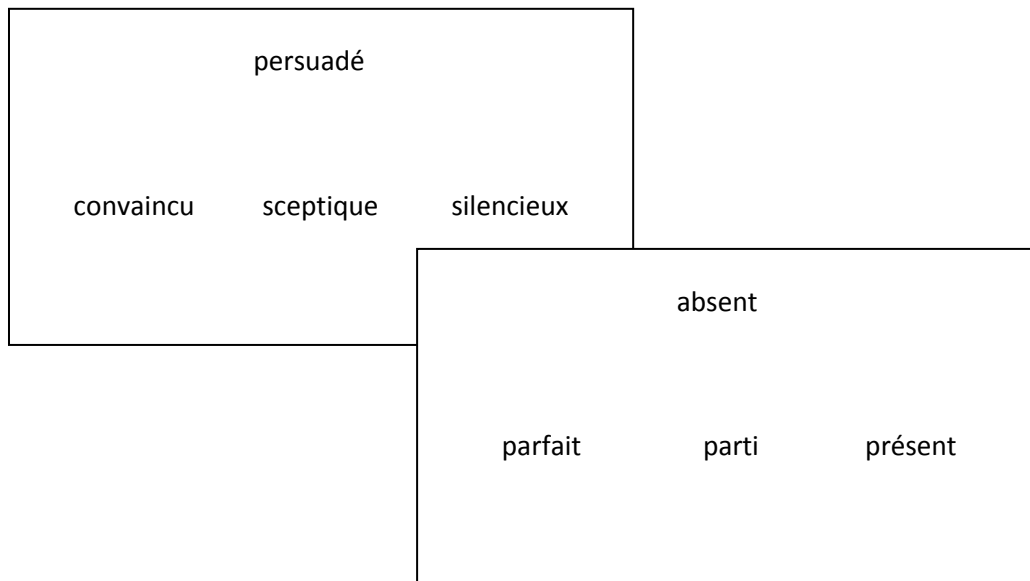 persuadé
convaincu sceptique silencieux
absent
parfait parti présent